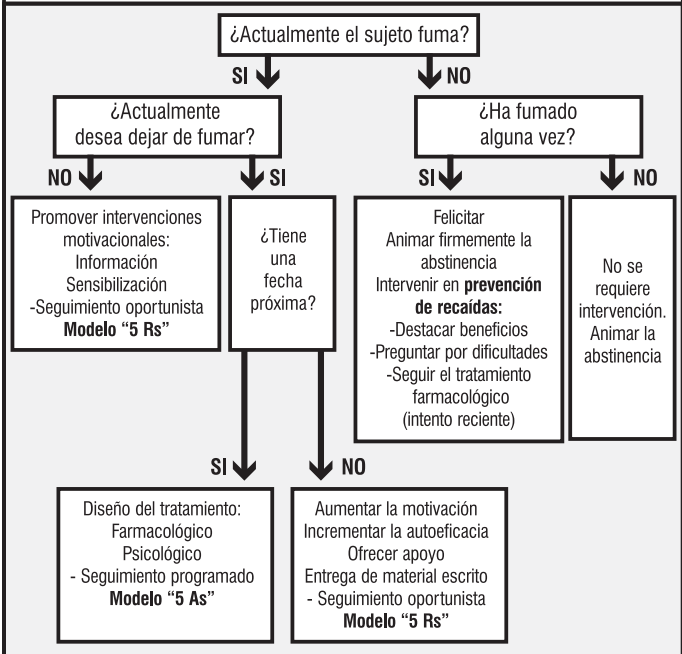 ¿Actualmente el sujeto fuma?
SI
NO
¿Actualmente
desea dejar de fumar?
¿Ha fumado
alguna vez?
NO
SI
SI
NO
Promover intervenciones
motivacionales:
Información
Sensibilización
-Seguimiento oportunista
Modelo “5 Rs”
¿Tiene
una
fecha
próxima?
Felicitar
Animar firmemente la
abstinencia
Intervenir en prevención
de recaídas:
-Destacar beneficios
-Preguntar por dificultades
-Seguir el tratamiento
farmacológico
(intento reciente)
No se
requiere
intervención.
Animar la
abstinencia
SI
NO
Diseño del tratamiento:
Farmacológico
Psicológico
- Seguimiento programado
Modelo “5 As”
Aumentar la motivación
Incrementar la autoeficacia
Ofrecer apoyo
Entrega de material escrito
- Seguimiento oportunista
Modelo “5 Rs”